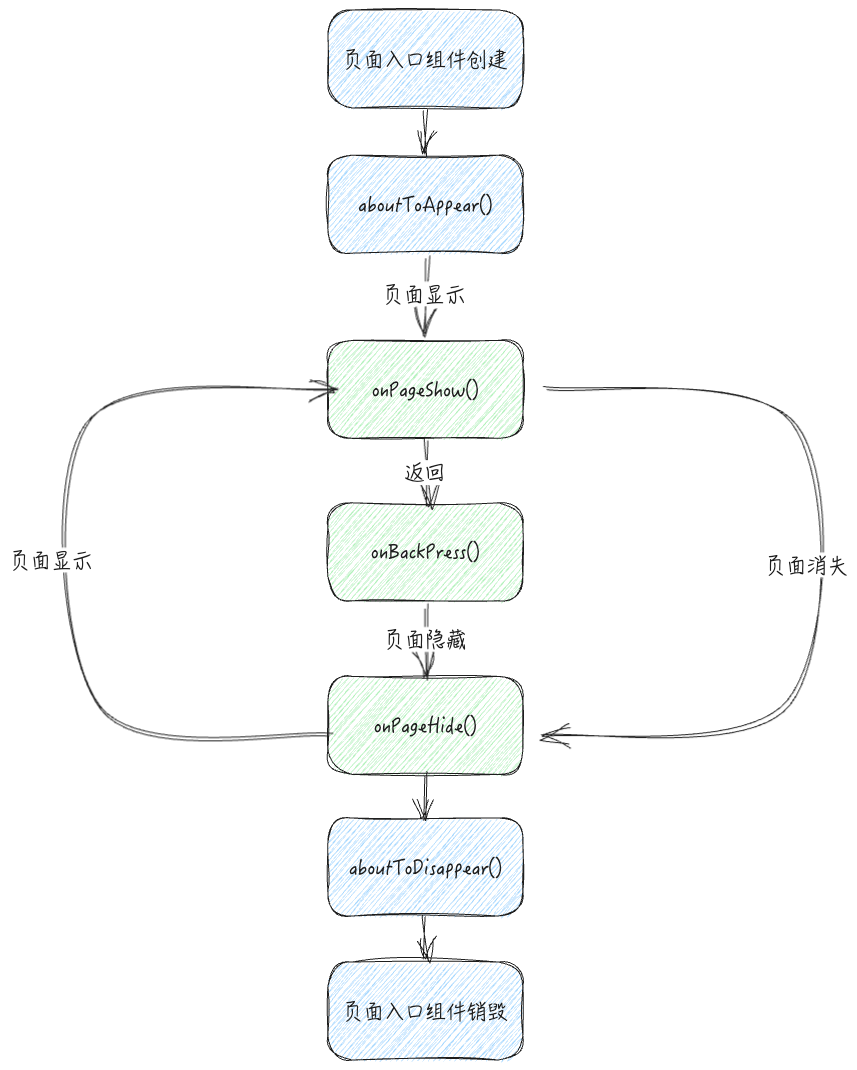 页面入口组件创建
aboutToAppear()
页面显示
onPageShow()
返回
onBackPress()
页面显示
页面消失
页面隐藏
onPageHide()
aboutToDisappear()
页面入口组件销毁